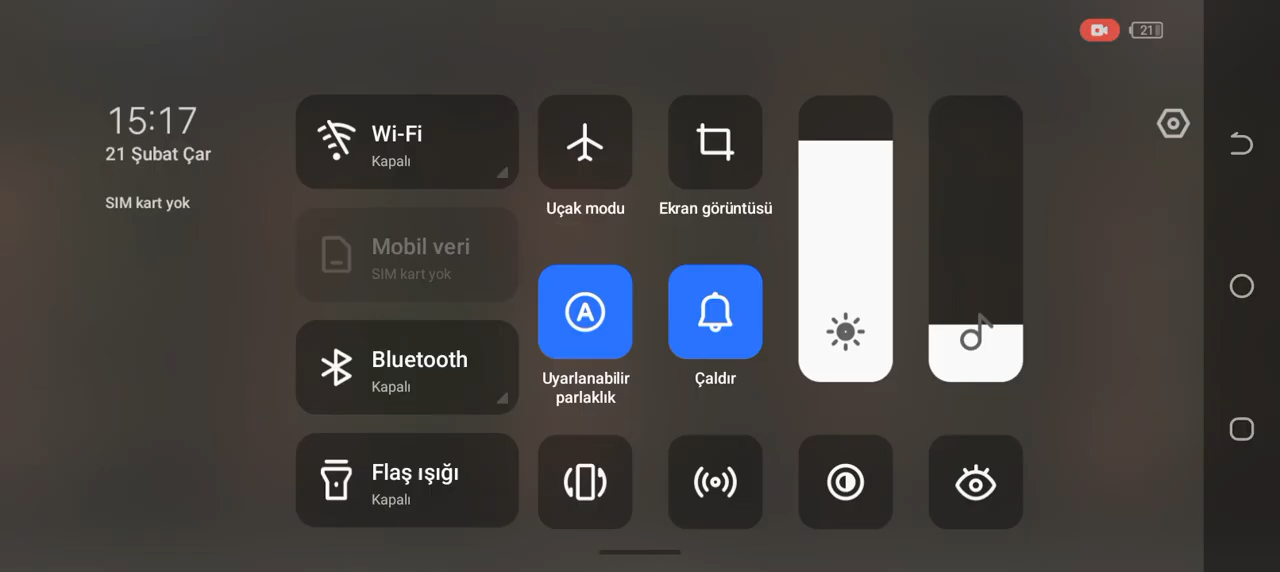 21
15:17
21 Şubat Çar
SIM kart yok
Wi-Fi
Kapalı
Mobil veri
SIM kart yok
Bluetooth
Kapalı
Flaş ışığı
Kapalı
Uçak modu
Ekran görüntüsü
A
Uyarlanabilir
parlaklık
Çaldır